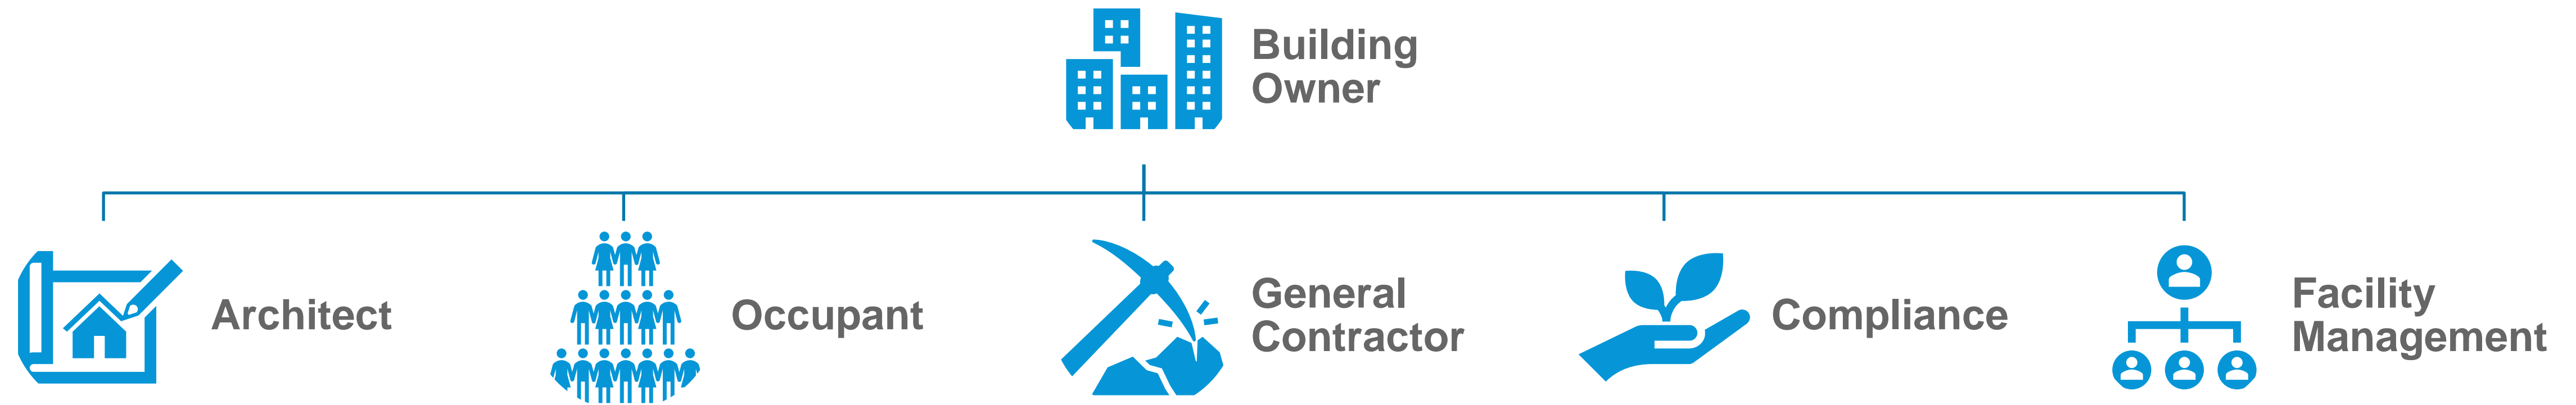 Building
Owner
Architect
Occupant
General
Contractor
Compliance
Facility
Management